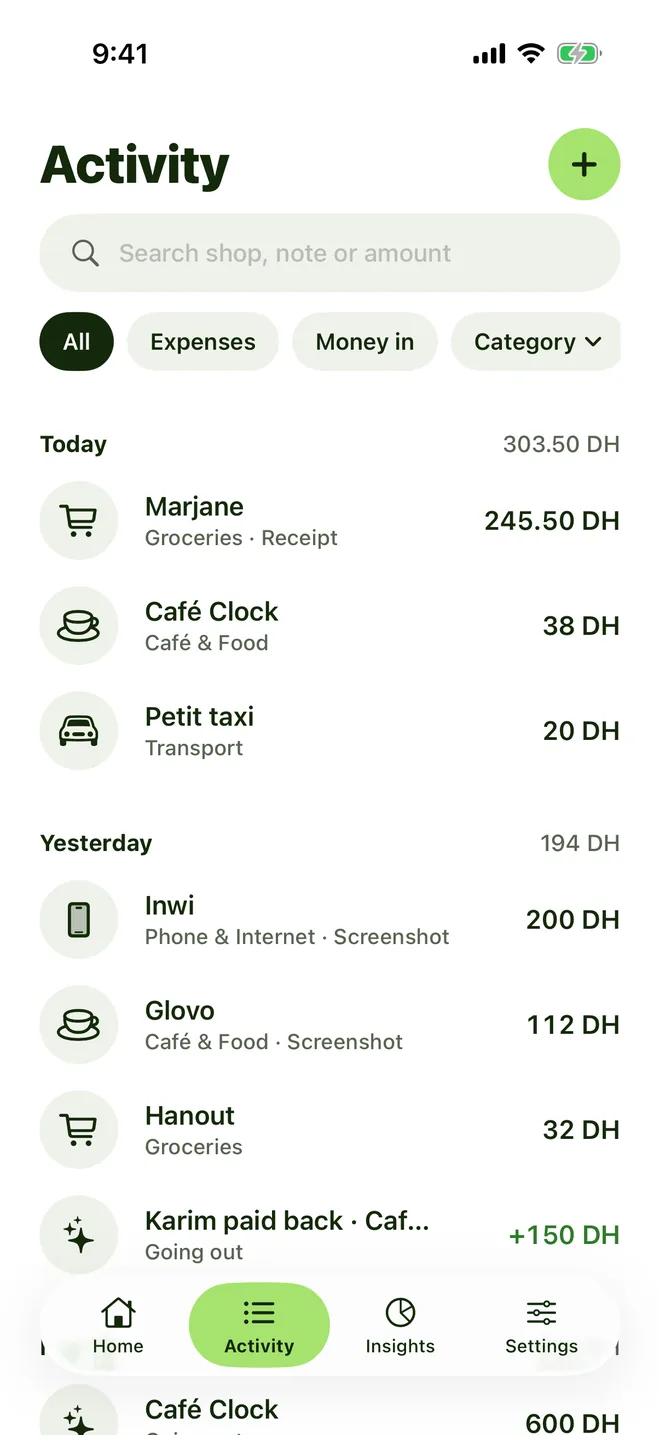 9:41
Activity
Search shop, note or amount
All
Expenses
Money in
Category
Today
303.50 DH
Marjane
245.50 DH
Groceries · Receipt
Café Clock
38 DH
Café & Food
Petit taxi
20 DH
Transport
Yesterday
194 DH
Inwi
200 DH
Phone & Internet · Screenshot
Glovo
112 DH
Café & Food · Screenshot
Hanout
32 DH
Groceries
Karim paid back · Caf...
+150 DH
Going out
Home
Activity
Insights
Settings
Café Clock
600 DH